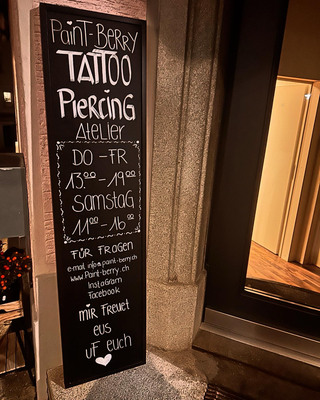 PaiNT-BeRRY
TATTOO
PieRCiNG
ATelieR
DO - FR
13.00 - 19.00
SAMSTAG
11.00 - 16.00
FÜR FRAGeN
e-mail info@paint-berry.ch
www.Paint-berry.ch
INSTAGRAM
Facebook
miR FReueT
eus
uF euch